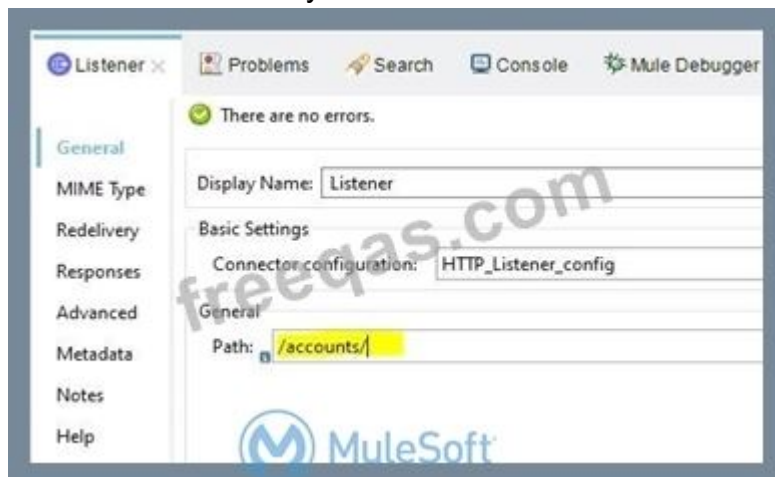 Listener Problems Search Console Mule Debugger
There are no errors.
General
MIME Type
Display Name: Listener
Redelivery
Basic Settings
Responses
Connector configuration: HTTP_Listener_config
Advanced
General
Metadata
Path: /accounts/
Notes
Help
MuleSoft
freeqas.com